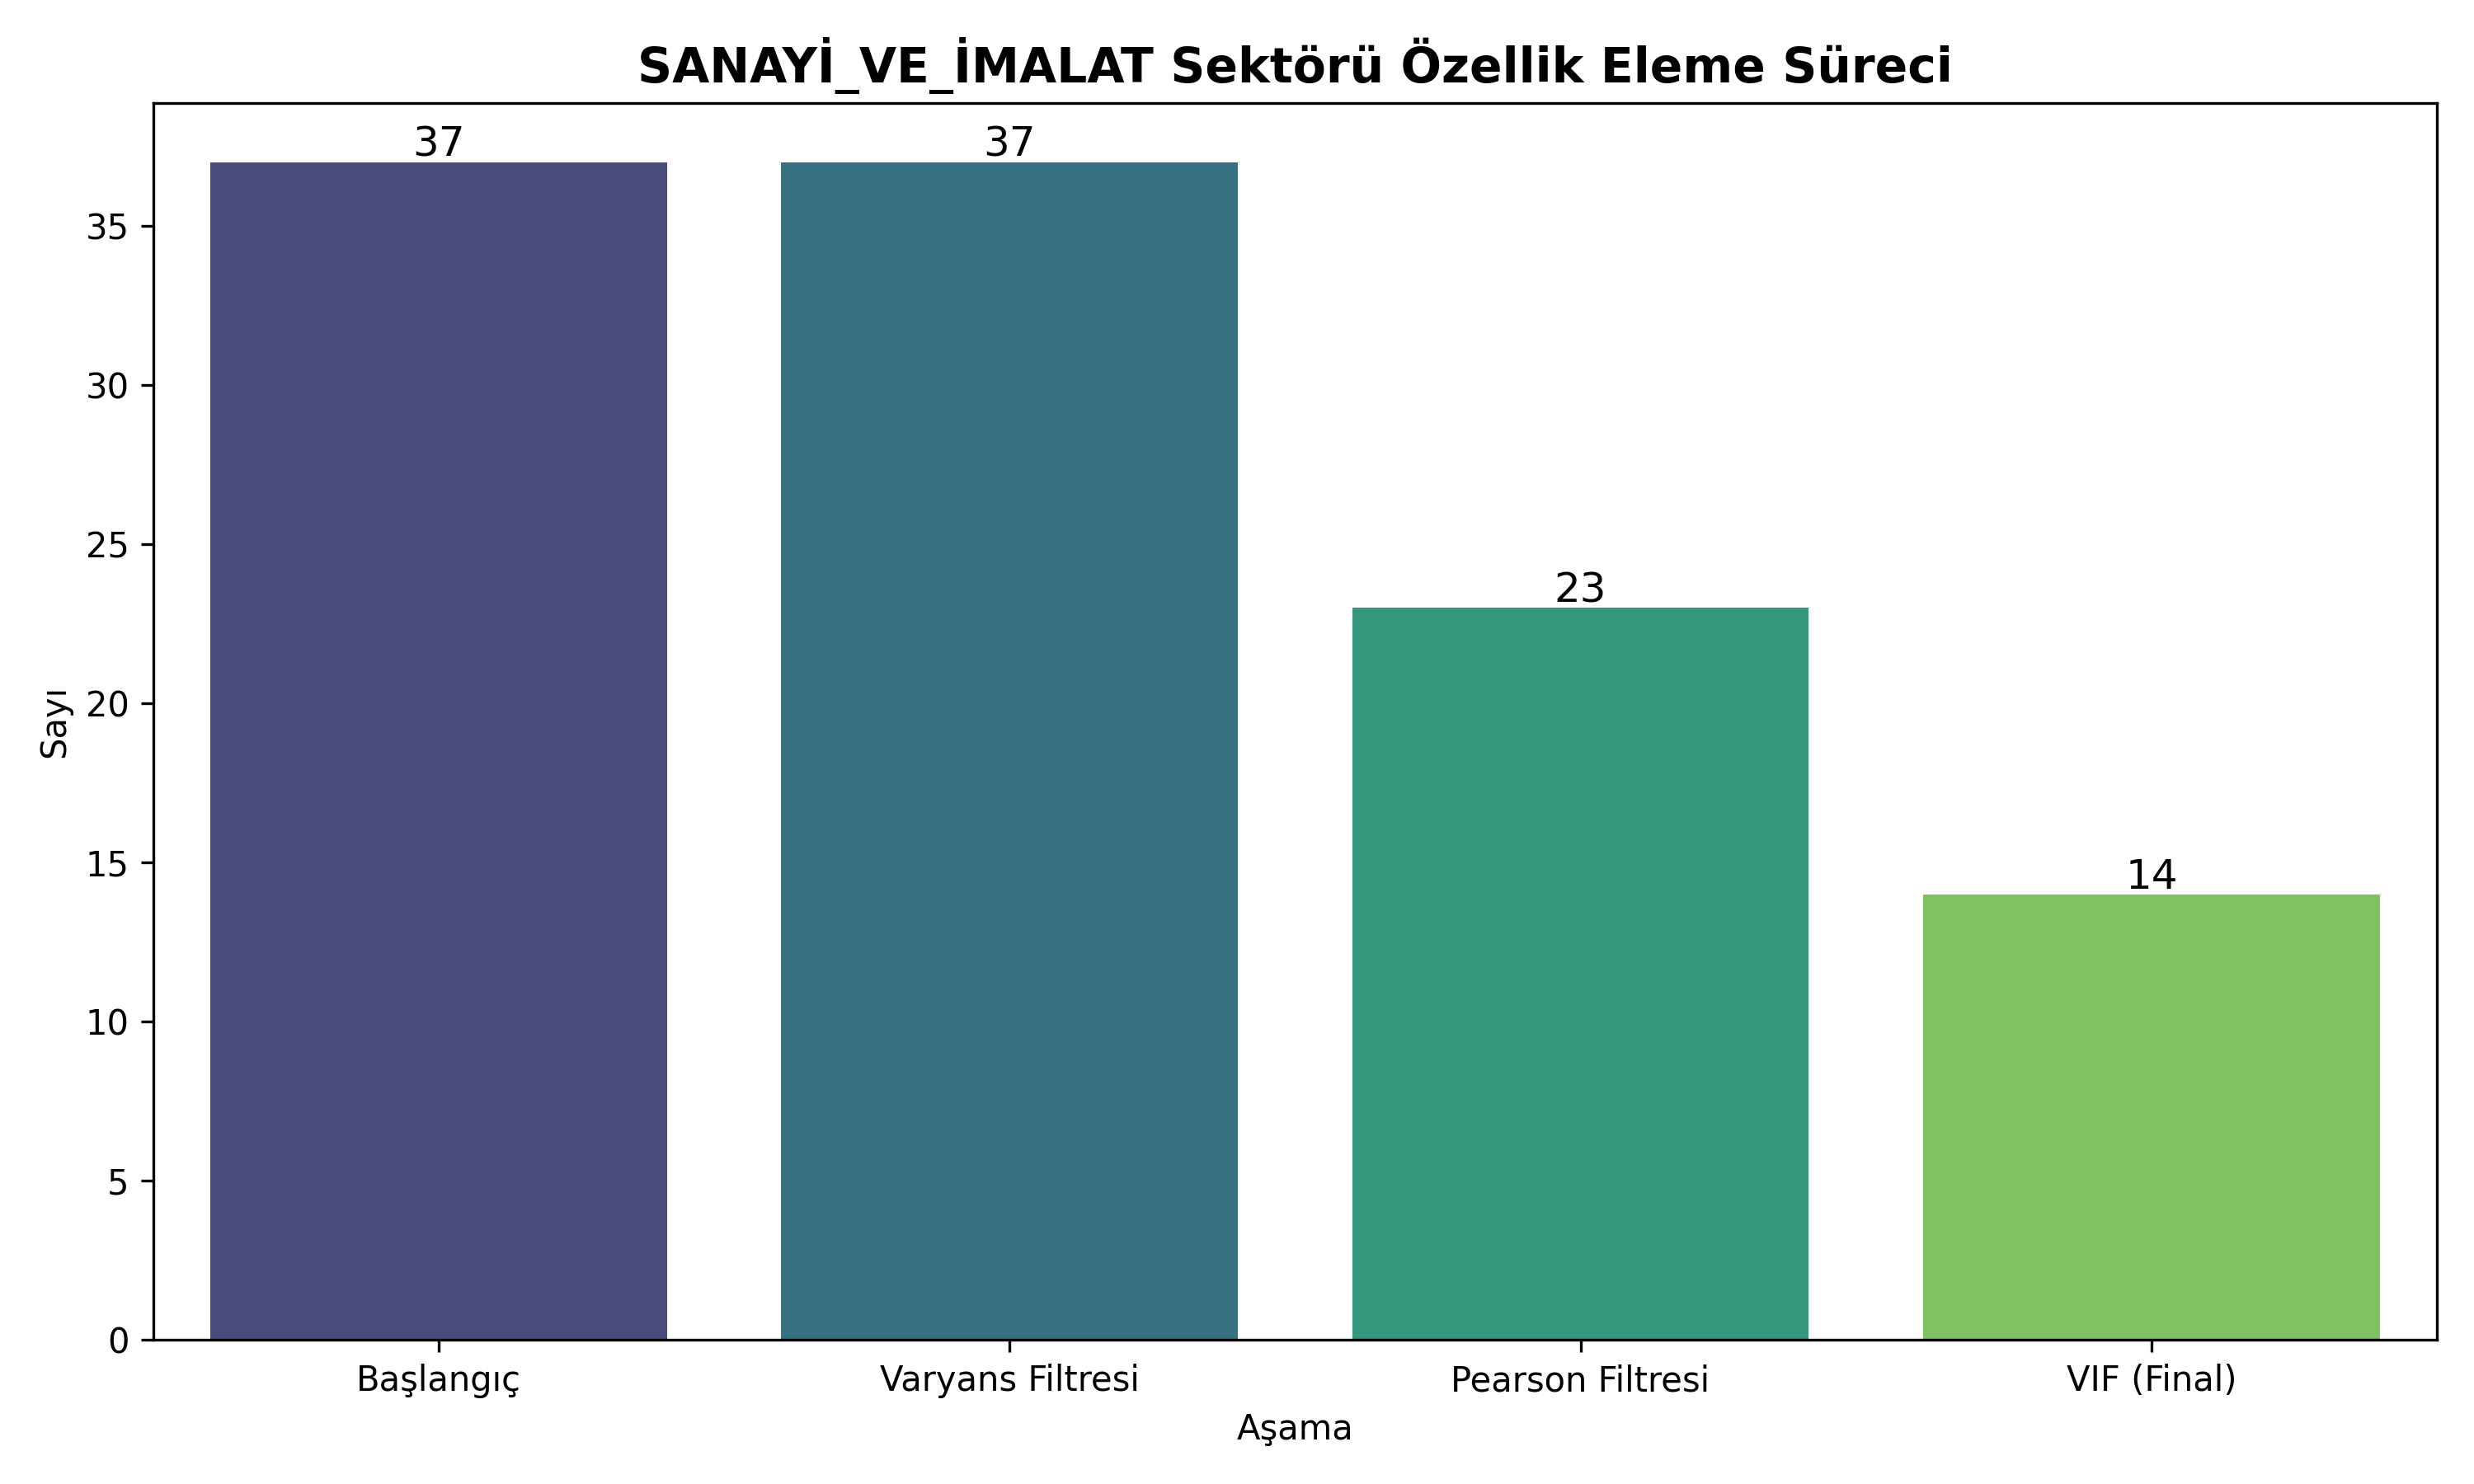 SANAYİ_VE_İMALAT Sektörü Özellik Eleme Süreci
37
37
23
14
35
30
25
20
15
10
5
0
Sayı
Başlangıç
Varyans Filtresi
Pearson Filtresi
VIF (Final)
Aşama